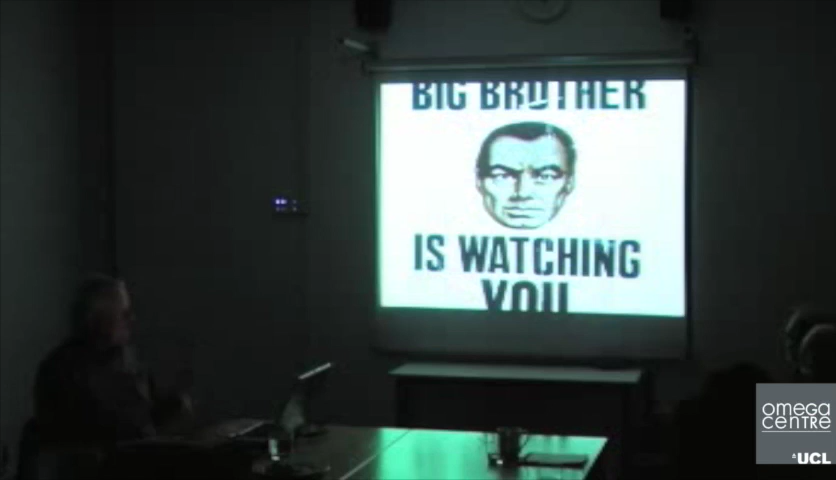 BIG BROTHER
IS WATCHING
YOU
omega
centre
UCL